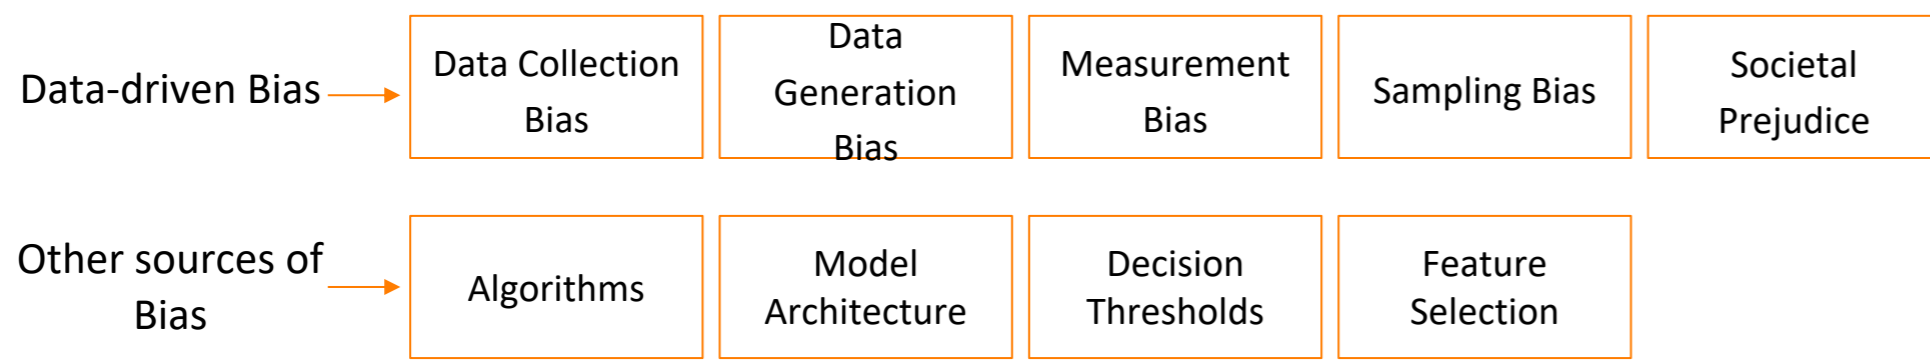 Data-driven Bias
Data Collection
Bias
Data
Generation
Bias
Measurement
Bias
Sampling Bias
Societal
Prejudice
Other sources of
Bias
Algorithms
Model
Architecture
Decision
Thresholds
Feature
Selection